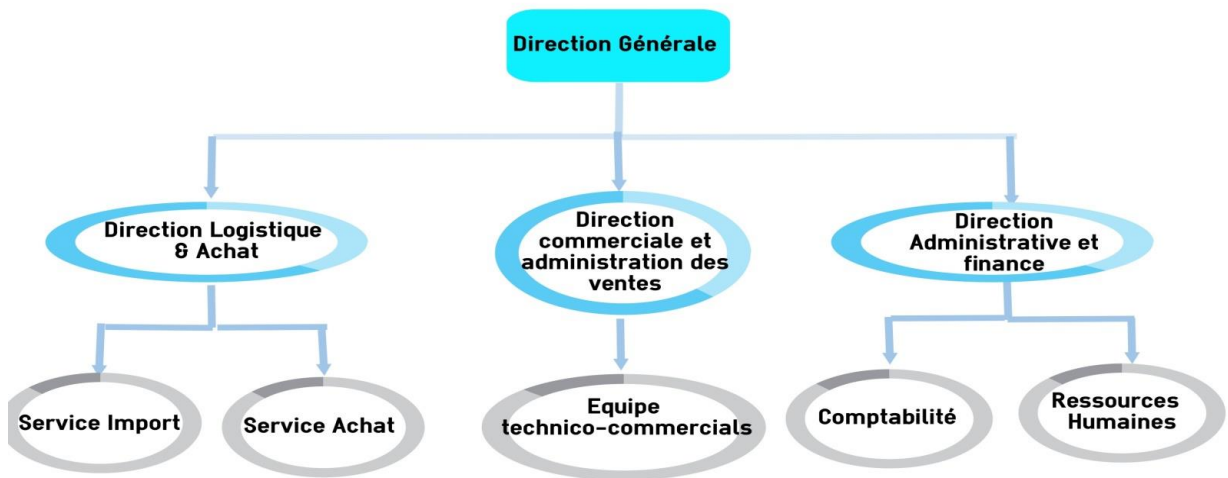 Direction Générale
Direction Logistique
& Achat
Direction
commerciale et
administration des
ventes
Direction
Administrative et
finance
Service Import
Service Achat
Equipe
technico-commercials
Comptabilité
Ressources
Humaines